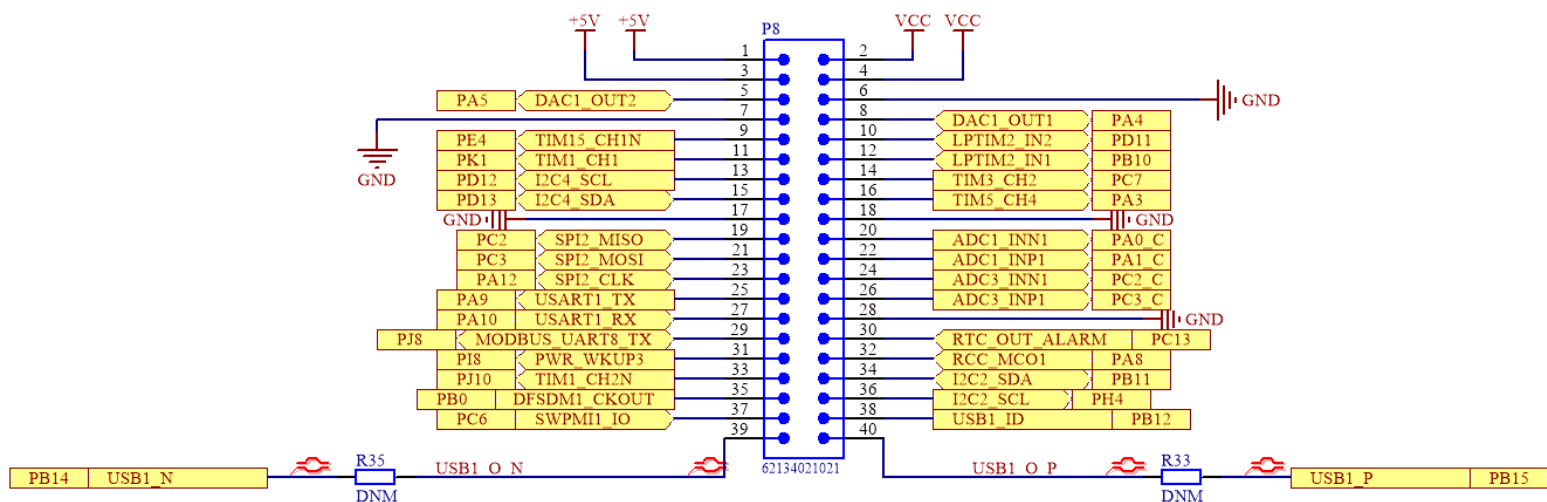 +5V +5V VCC VCC
P8
1 2
3 4
PA5 DAC1_OUT2 5 6 GND
7 8 DAC1_OUT1 PA4
PE4 TIM15_CH1N 9 10 LPTIM2_IN2 PD11
PK1 TIM1_CH1 11 12 LPTIM2_IN1 PB10
GND
PD12 I2C4_SCL 13 14 TIM3_CH2 PC7
PD13 I2C4_SDA 15 16 TIM5_CH4 PA3
GND 17 18 GND
PC2 SPI2_MISO 19 20 ADC1_INN1 PA0_C
PC3 SPI2_MOSI 21 22 ADC1_INP1 PA1_C
PA12 SPI2_CLK 23 24 ADC3_INN1 PC2_C
PA9 USART1_TX 25 26 ADC3_INP1 PC3_C
PA10 USART1_RX 27 28 GND
PJ8 MODBUS_UART8_TX 29 30 RTC_OUT_ALARM PC13
PI8 PWR_WKUP3 31 32 RCC_MCO1 PA8
PJ10 TIM1_CH2N 33 34 I2C2_SDA PB11
PB0 DFSDM1_CKOUT 35 36 I2C2_SCL PH4
PC6 SWPMI1_IO 37 38 USB1_ID PB12
39 40
62134021021
PB14 USB1_N R35 USB1_O_N USB1_O_P R33 USB1_P PB15
DNM DNM